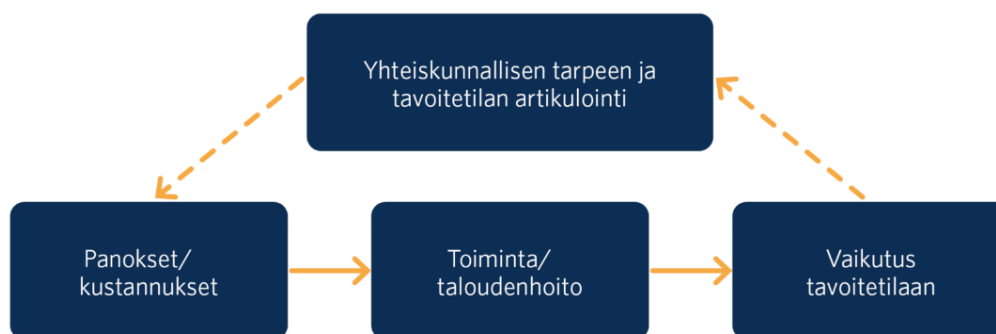 Yhteiskunnallisen tarpeen ja
tavoitetilan artikulointi
Panokset/
kustannukset
Toiminta/
taloudenhoito
Vaikutus
tavoitetilaan